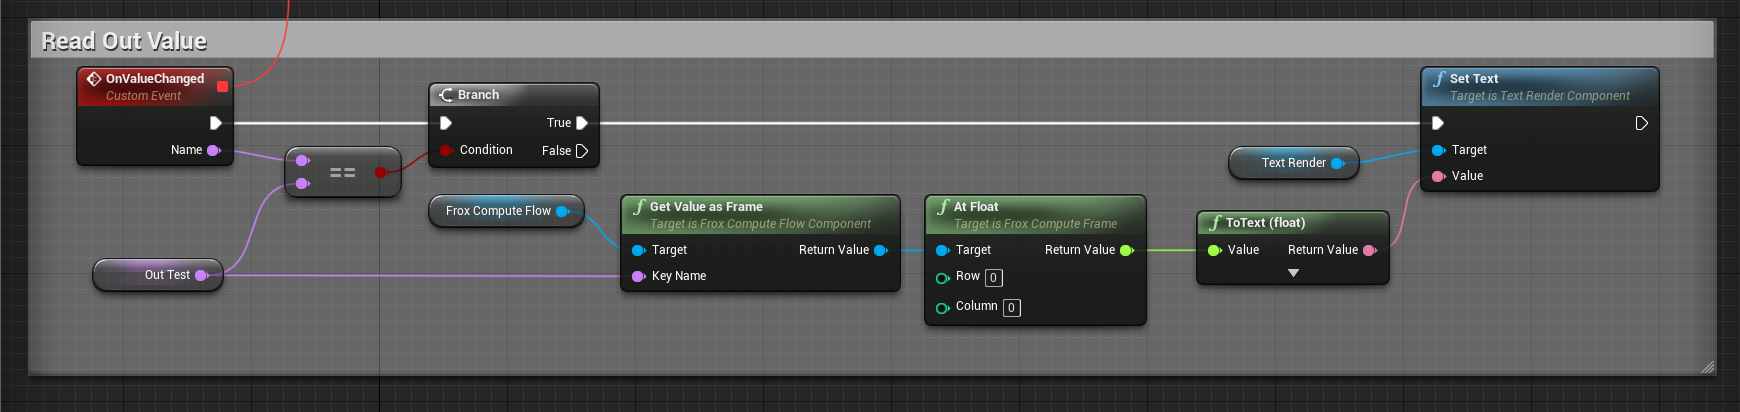 Read Out Value
OnValueChanged
Custom Event
Name
==
Out Test
Branch
Condition
True
False
Frox Compute Flow
Get Value as Frame
Target is Frox Compute Flow Component
Target
Return Value
Key Name
At Float
Target is Frox Compute Frame
Target
Return Value
Row 0
Column 0
ToText (float)
Value
Return Value
Text Render
Set Text
Target is Text Render Component
Target
Value